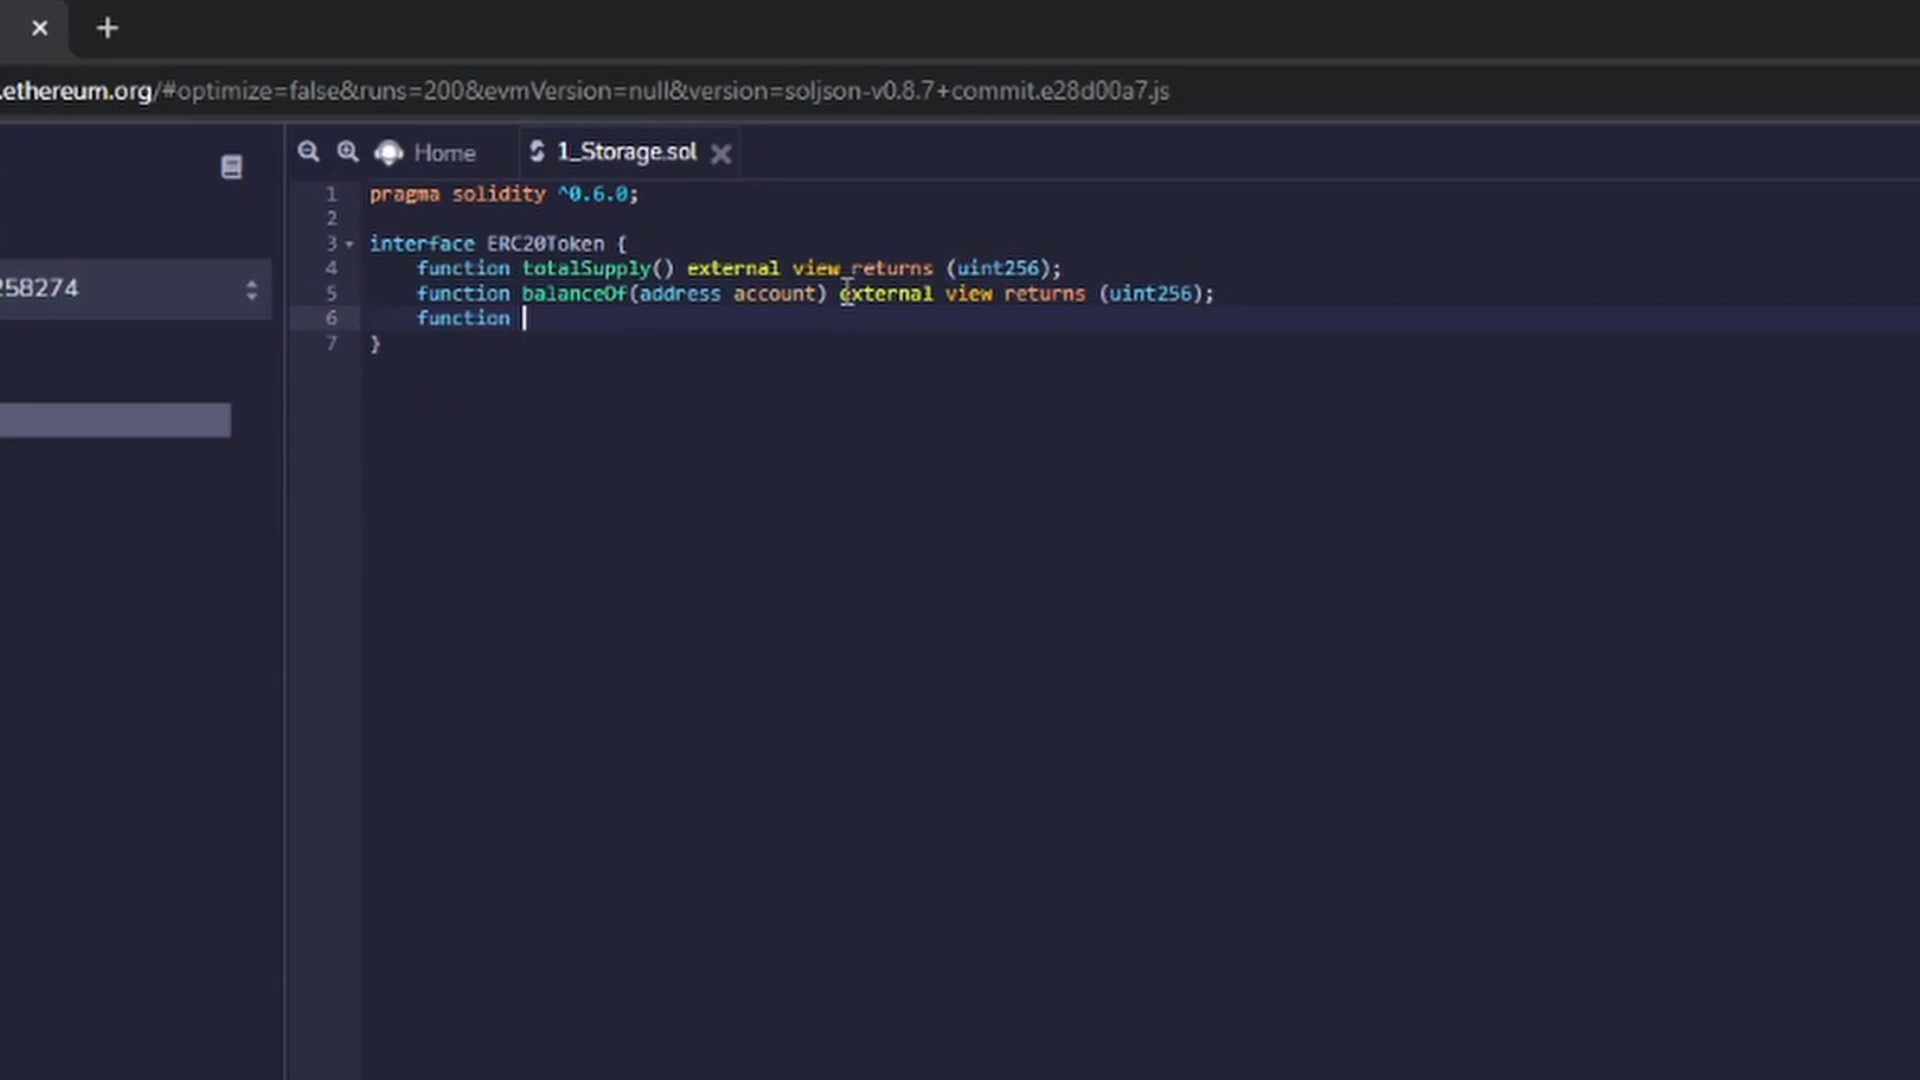 .ethereum.org/#optimize=false&runs=200&evmVersion=null&version=soljson-v0.8.7+commit.e28d00a7.js
Home
1_Storage.sol
258274
1 pragma solidity ^0.6.0;
2
3 interface ERC20Token {
4 function totalSupply() external view returns (uint256);
5 function balanceOf(address account) external view returns (uint256);
6 function
7 }